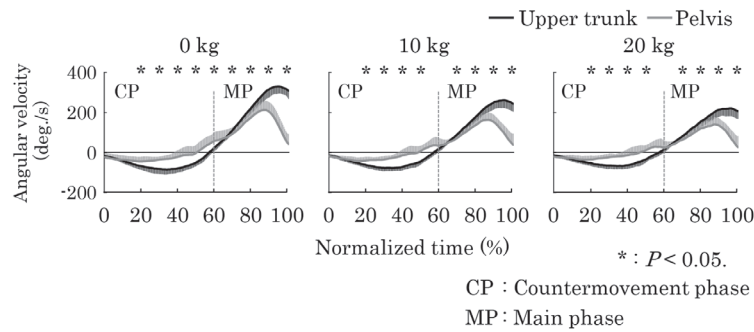 Upper trunk Pelvis
0 kg 10 kg 20 kg
* * * * * * * * * * * * * * * * * * * * * * * * *
CP MP CP MP CP MP
Angular velocity
(deg./s)
400
200
0
-200
0 20 40 60 80 100 0 20 40 60 80 100 0 20 40 60 80 100
Normalized time (%)
* : P < 0.05.
CP : Countermovement phase
MP : Main phase